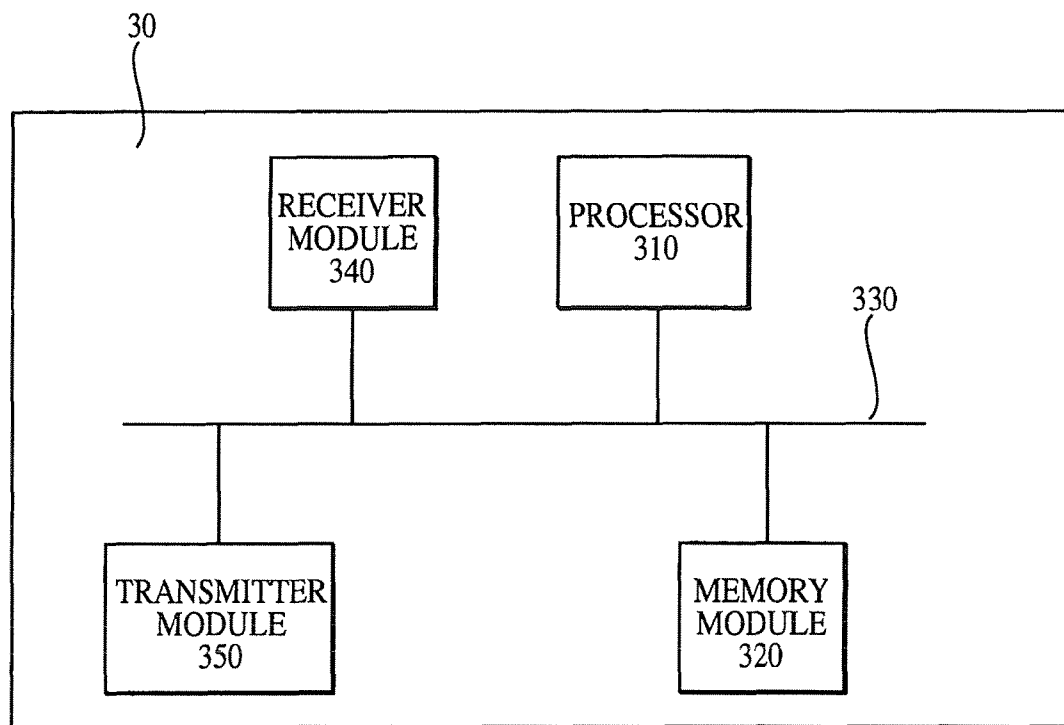 30
RECEIVER
MODULE
340
PROCESSOR
310
330
TRANSMITTER
MODULE
350
MEMORY
MODULE
320